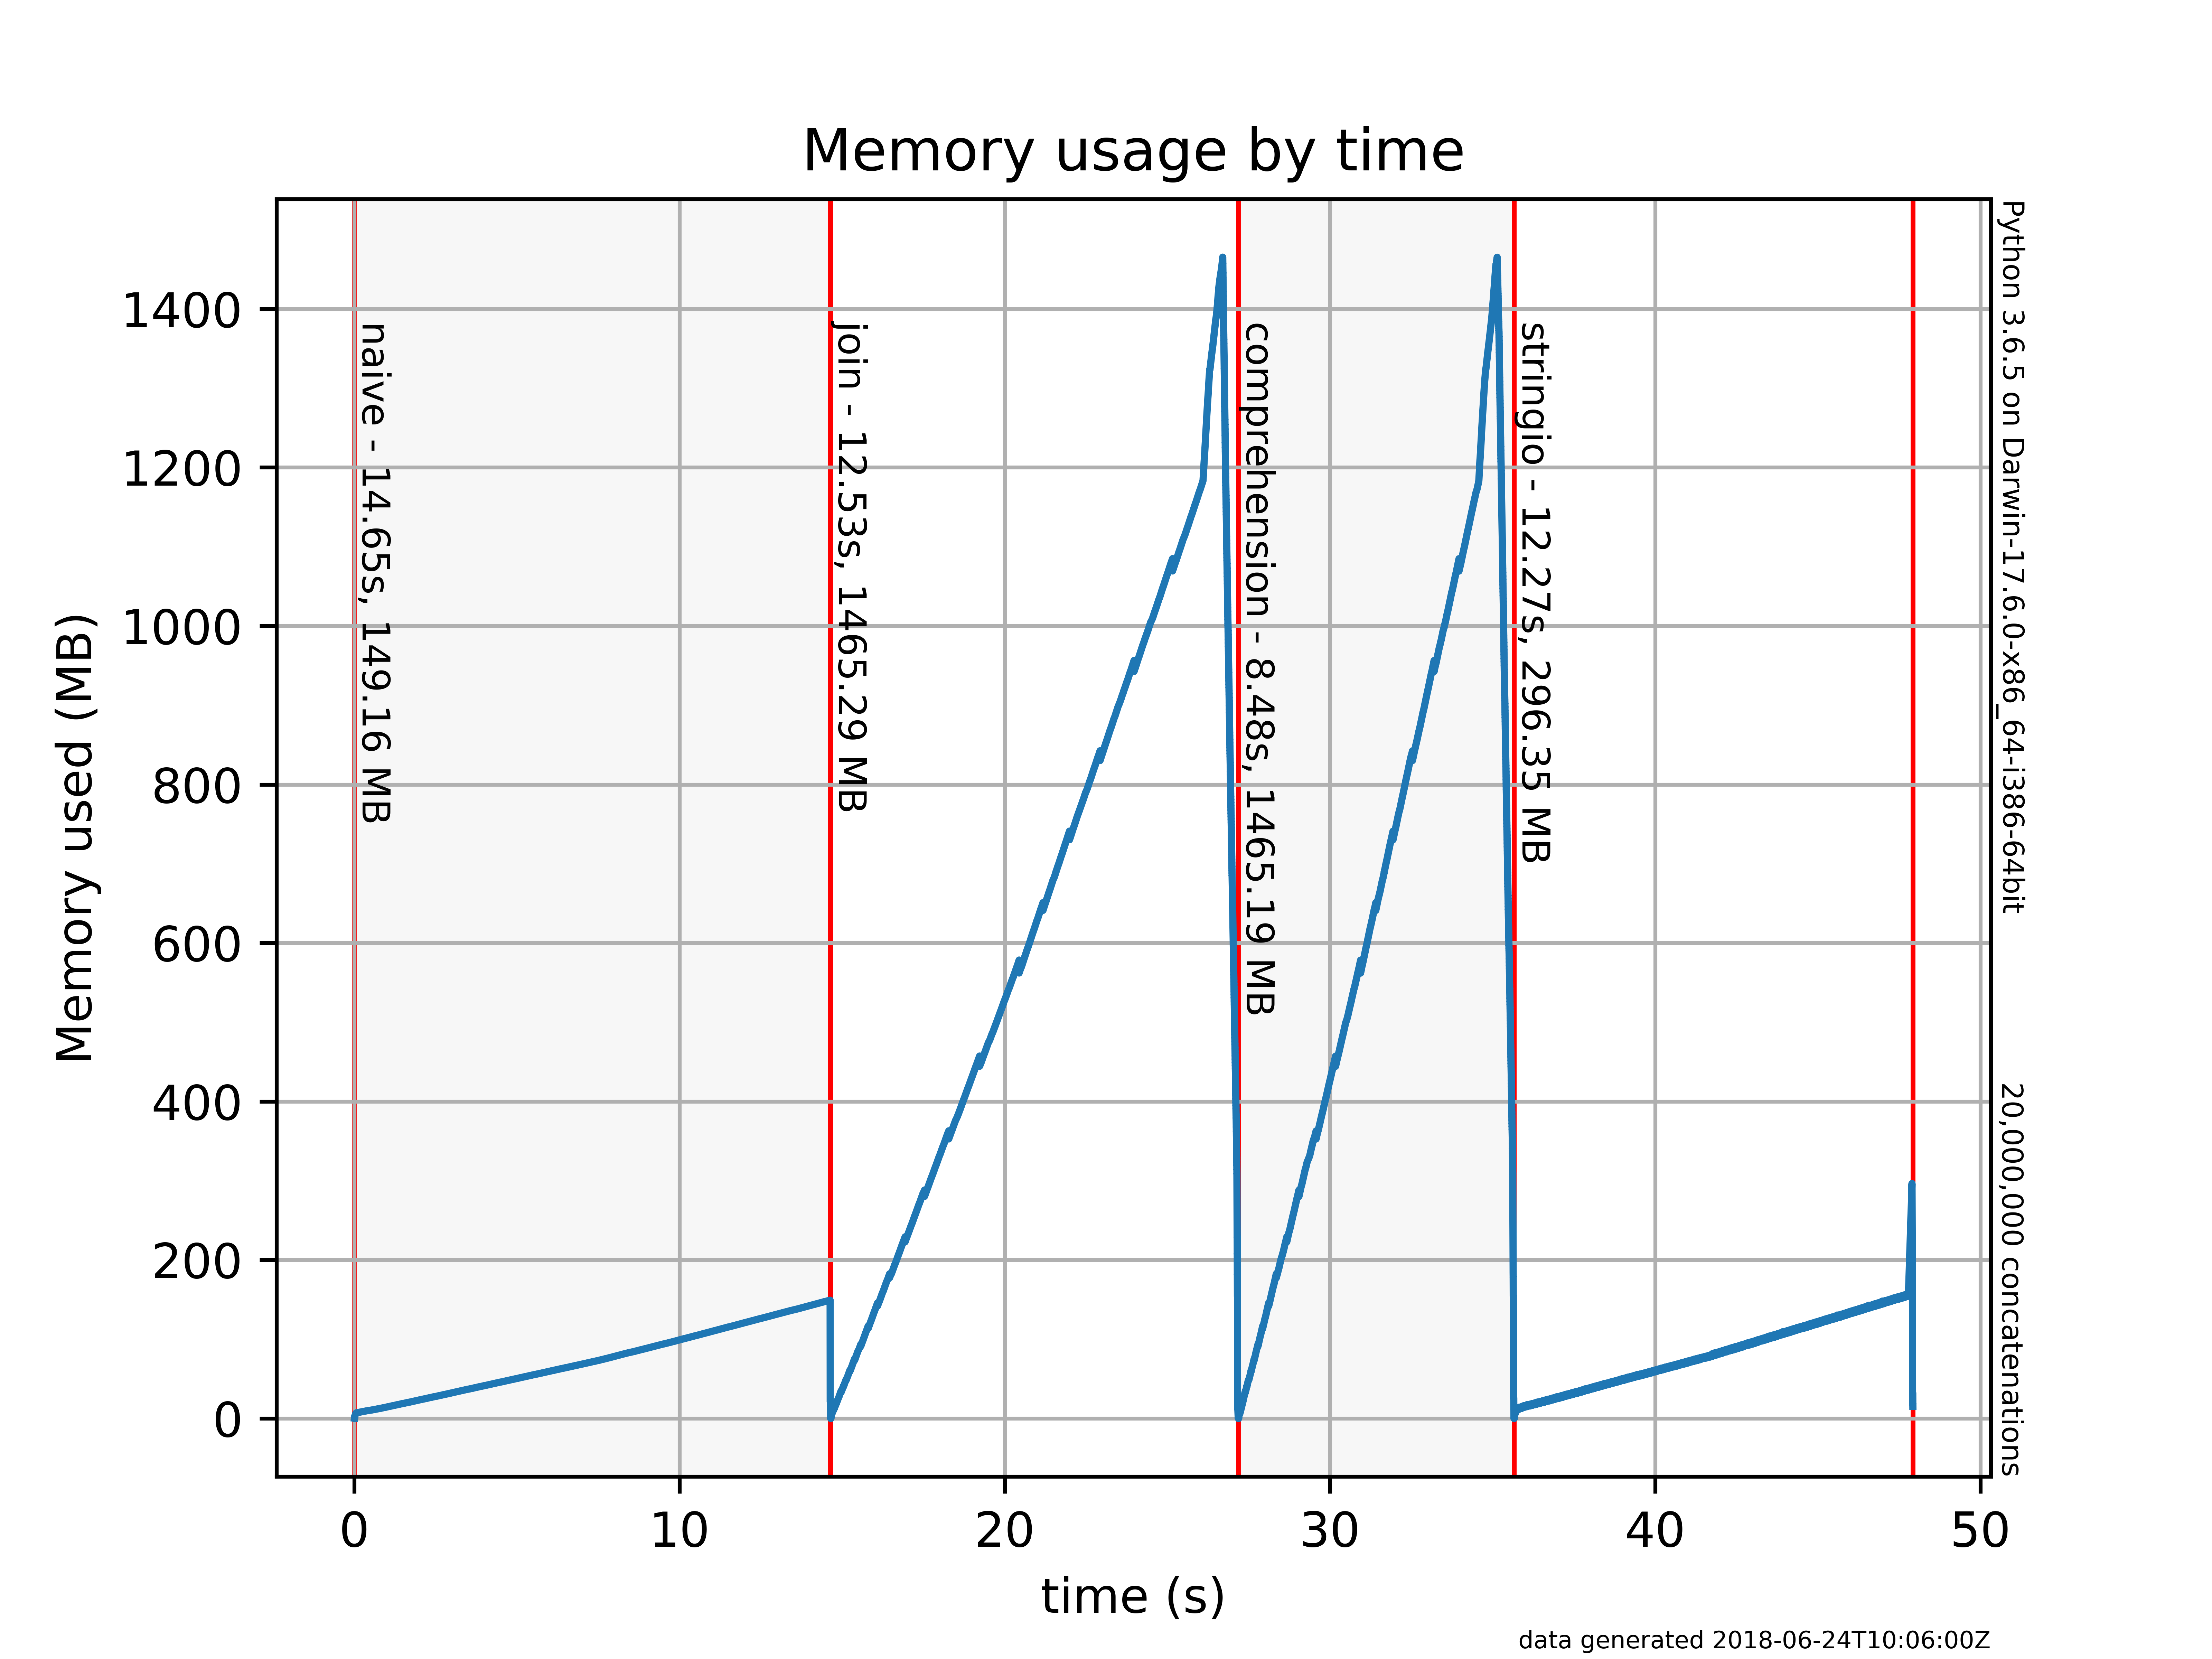 Memory usage by time
Memory used (MB)
1400
1200
1000
800
600
400
200
0
naive - 14.65s, 149.16 MB
join - 12.53s, 1465.29 MB
comprehension - 8.48s, 1465.19 MB
stringio - 12.27s, 296.35 MB
Python 3.6.5 on Darwin-17.6.0-x86_64-i386-64bit
20,000,000 concatenations
0 10 20 30 40 50
time (s)
data generated 2018-06-24T10:06:00Z